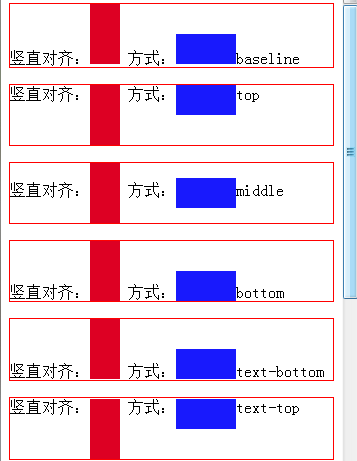 竖直对齐： 方式： baseline
竖直对齐： 方式： top
竖直对齐： 方式： middle
竖直对齐： 方式： bottom
竖直对齐： 方式： text-bottom
竖直对齐： 方式： text-top